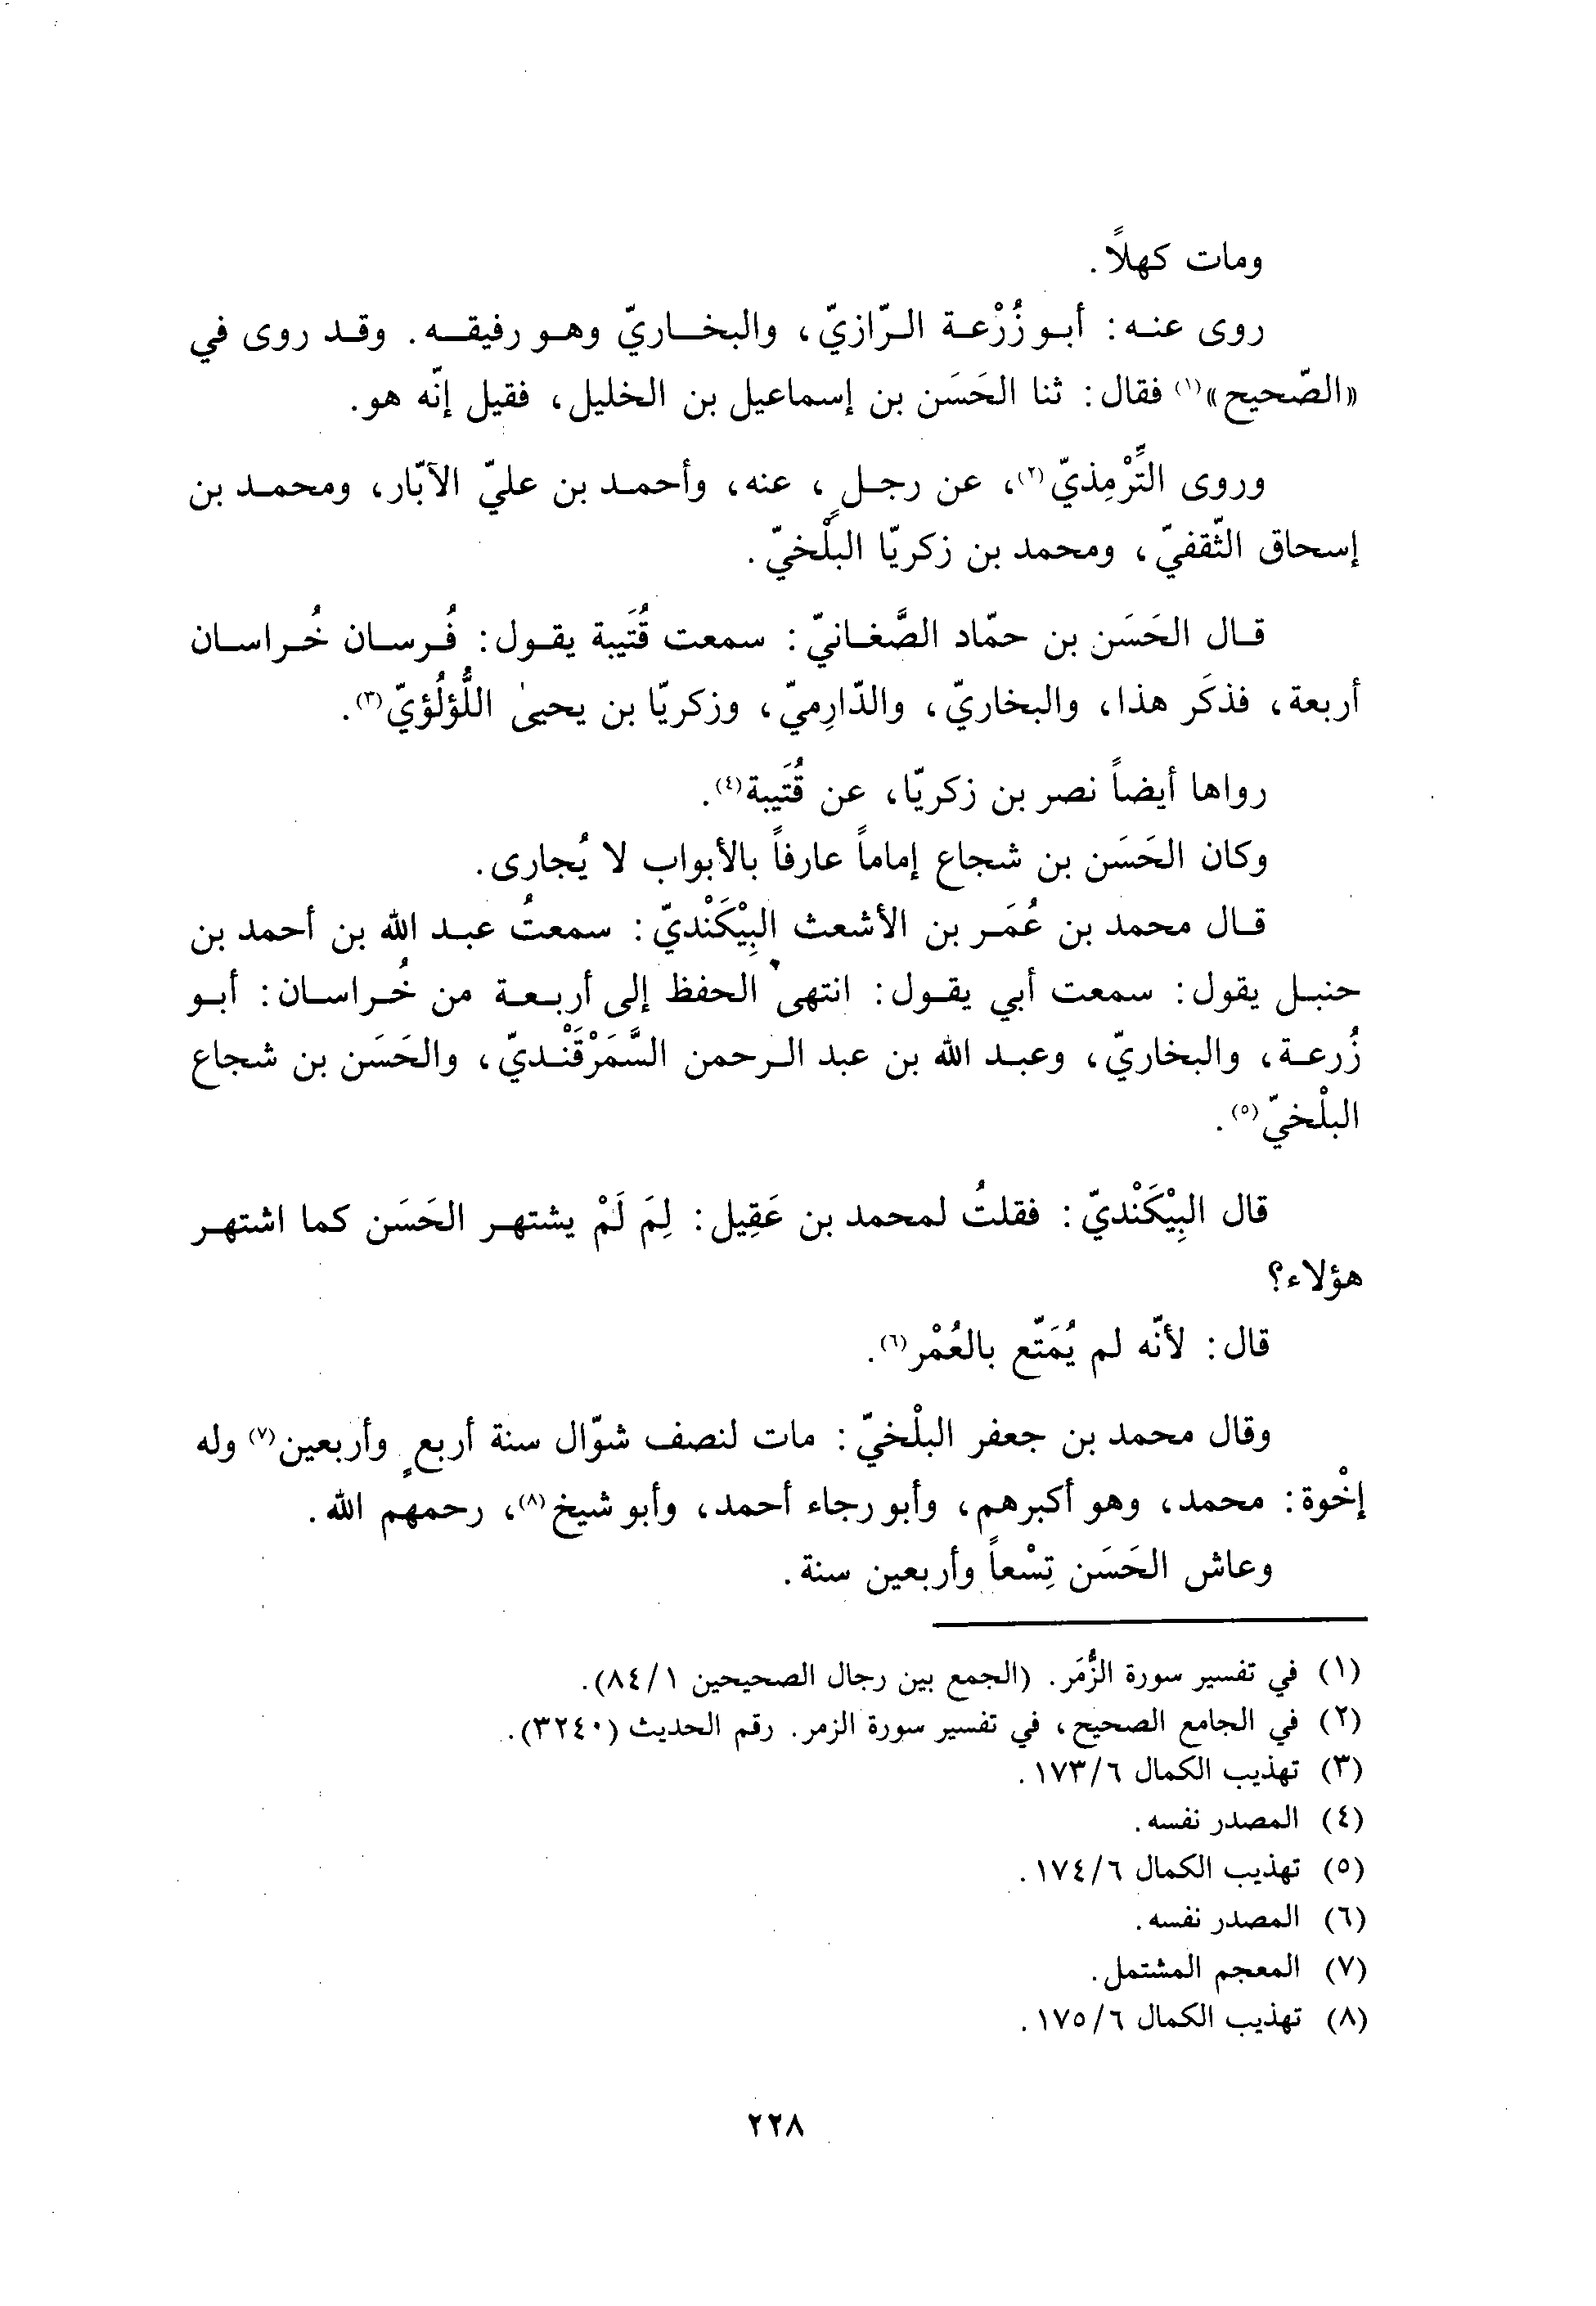 ومات كهلاً.
روى عنه: أبو زُرْعة الرّازيّ، والبخاريّ وهو رفيقه. وقد روى في
«الصّحيح»(١) فقال: ثنا الحَسَن بن إسماعيل بن الخليل، فقيل إنّه هو.
وروى التِّرْمِذيّ(٢)، عن رجلٍ، عنه، وأحمد بن عليّ الآبّار، ومحمد بن
إسحاق الثّقفيّ، ومحمد بن زكريّا البلْخيّ.
قال الحَسَن بن حمّاد الصَّغانيّ: سمعت قُتَيبة يقول: فُرسان خُراسان
أربعة، فذكَر هذا، والبخاريّ، والدّارِميّ، وزكريّا بن يحيىٰ اللُّؤلُؤيّ(٣).
رواها أيضاً نصر بن زكريّا، عن قُتَيبة(٤).
وكان الحَسَن بن شجاع إماماً عارفاً بالأبواب لا يُجارى.
قال محمد بن عُمَر بن الأشعث البِيْكَنْديّ: سمعتُ عبد الله بن أحمد بن
حنبل يقول: سمعت أبي يقول: انتهى الحفظ إلى أربعة من خُراسان: أبو
زُرعة، والبخاريّ، وعبد الله بن عبد الرحمن السَّمَرْقَنْديّ، والحَسَن بن شجاع
البلْخيّ(٥).
قال البِيْكَنْديّ: فقلتُ لمحمد بن عَقِيل: لِمَ لَمْ يشتهر الحَسَن كما اشتهر
هؤلاء؟
قال: لأنّه لم يُمَتّع بالعُمْر(٦).
وقال محمد بن جعفر البلْخيّ: مات لنصف شوّال سنة أربعٍ وأربعين(٧) وله
إخْوة: محمد، وهو أكبرهم، وأبو رجاء أحمد، وأبو شيخ(٨)، رحمهم الله.
وعاش الحَسَن تِسْعاً وأربعين سنة.
(١) في تفسير سورة الزُّمَر. (الجمع بين رجال الصحيحين ٨٤/١).
(٢) في الجامع الصحيح، في تفسير سورة الزمر. رقم الحديث (٣٢٤٠).
(٣) تهذيب الكمال ١٧٣/٦.
(٤) المصدر نفسه.
(٥) تهذيب الكمال ١٧٤/٦.
(٦) المصدر نفسه.
(٧) المعجم المشتمل.
(٨) تهذيب الكمال ١٧٥/٦.
٢٢٨